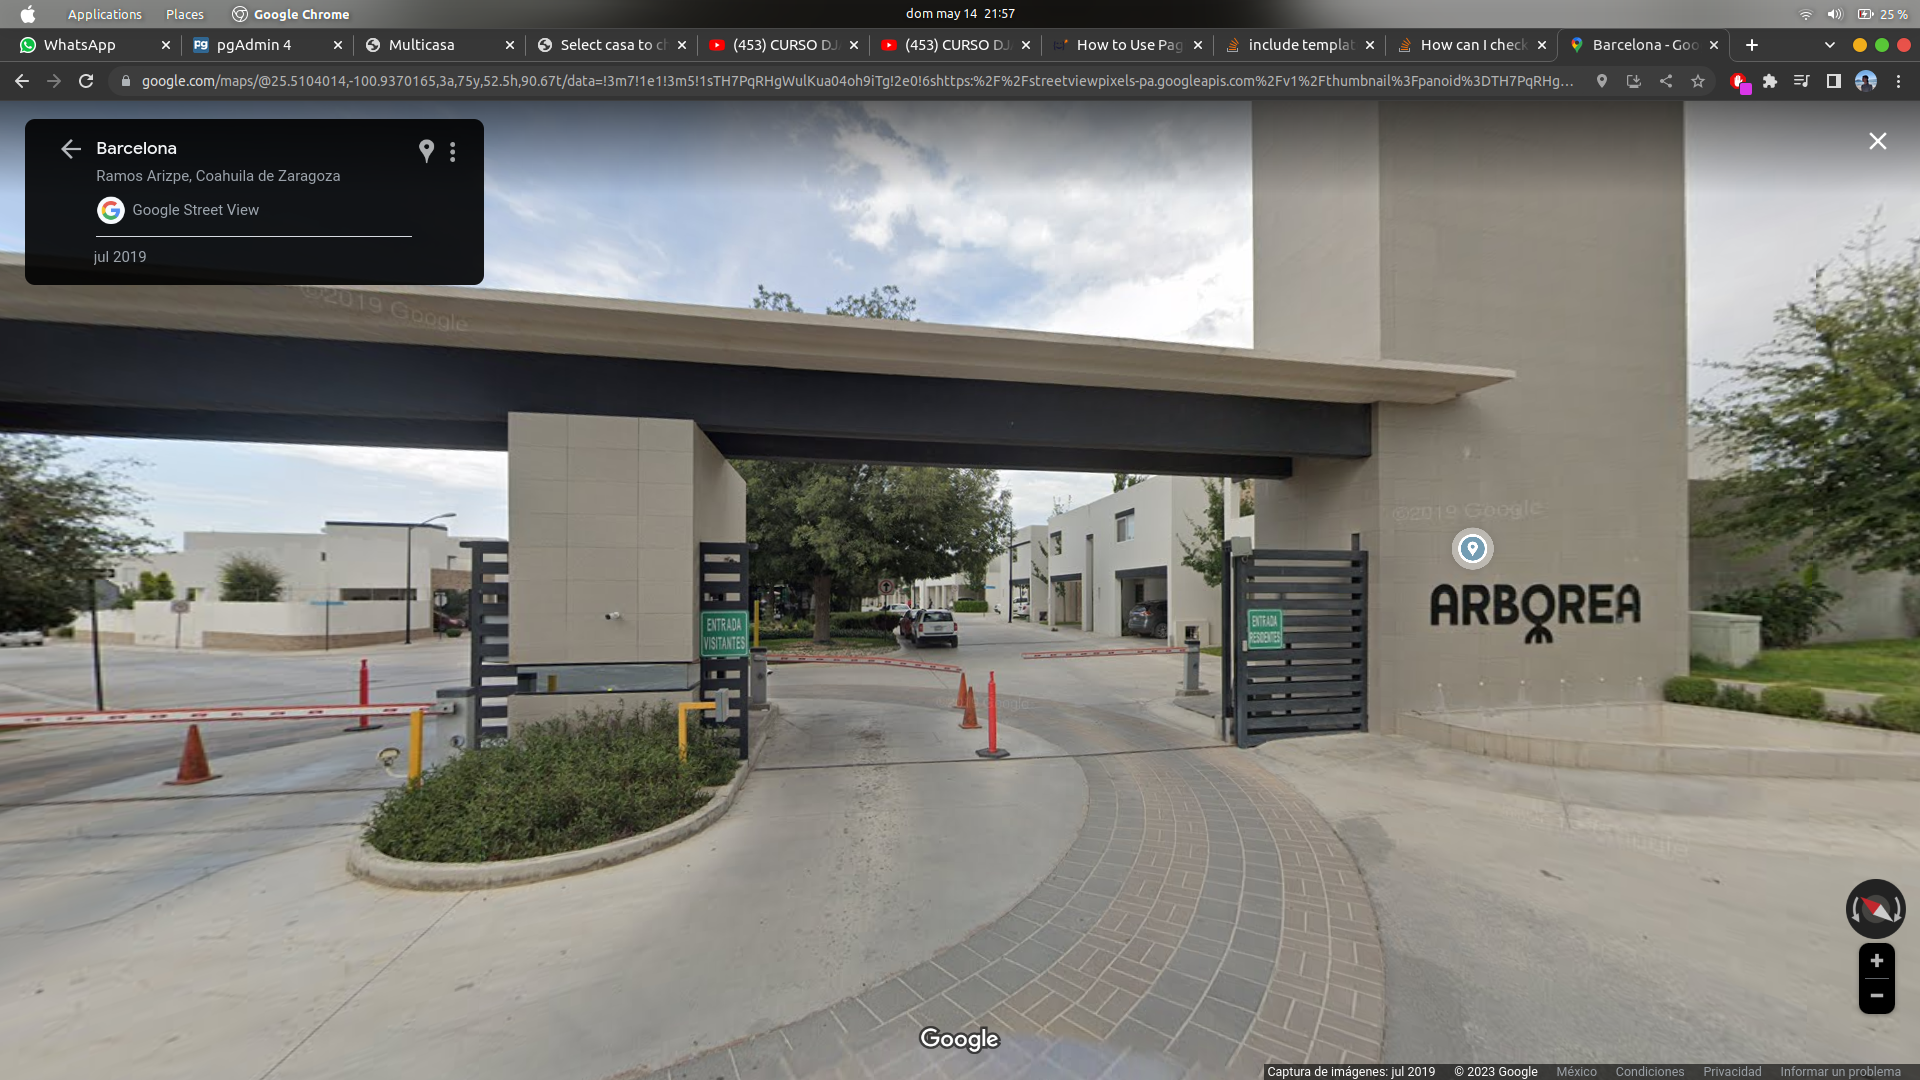 Applications
Places
Google Chrome
dom may 14 21:57
25 %
WhatsApp
pgAdmin 4
Multicasa
Select casa to ch
(453) CURSO DJ
(453) CURSO DJ
How to Use Pag
include templat
How can I check
Barcelona - Goo
google.com/maps/@25.5104014,-100.9370165,3a,75y,52.5h,90.67t/data=!3m7!1e1!3m5!1sTH7PqRHgWulKua04oh9iTg!2e0!6shttps:%2F%2Fstreetviewpixels-pa.googleapis.com%2Fv1%2Fthumbnail%3Fpanoid%3DTH7PqRHg...
Barcelona
Ramos Arizpe, Coahuila de Zaragoza
Google Street View
jul 2019
©2019 Google
©2019 Google
ENTRADA
VISITANTES
ENTRADA
RESIDENTES
ARBOREA
Google
Google
Captura de imágenes: jul 2019
© 2023 Google
México
Condiciones
Privacidad
Informar un problema